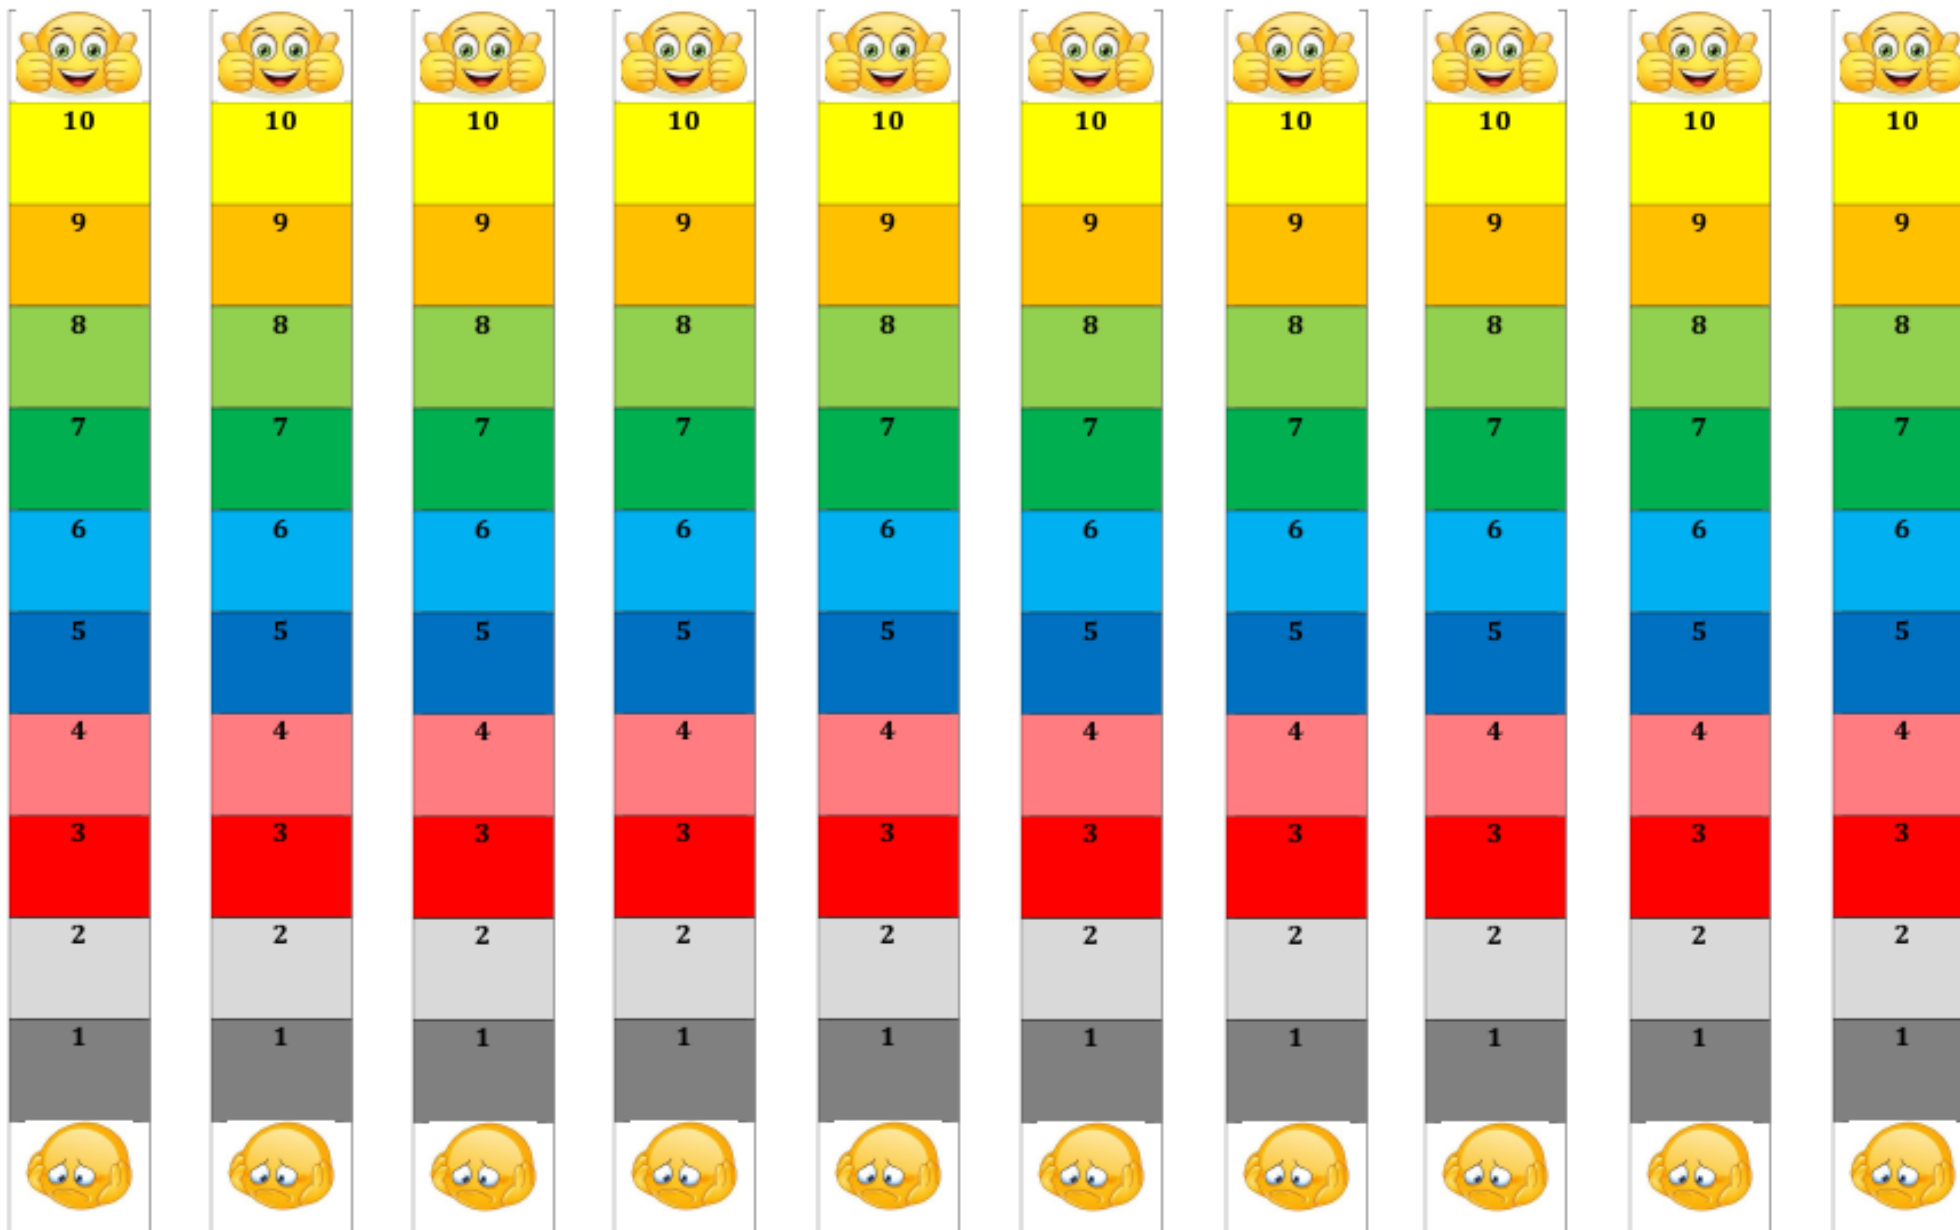 10 10 10 10 10 10 10 10 10 10
9 9 9 9 9 9 9 9 9 9
8 8 8 8 8 8 8 8 8 8
7 7 7 7 7 7 7 7 7 7
6 6 6 6 6 6 6 6 6 6
5 5 5 5 5 5 5 5 5 5
4 4 4 4 4 4 4 4 4 4
3 3 3 3 3 3 3 3 3 3
2 2 2 2 2 2 2 2 2 2
1 1 1 1 1 1 1 1 1 1